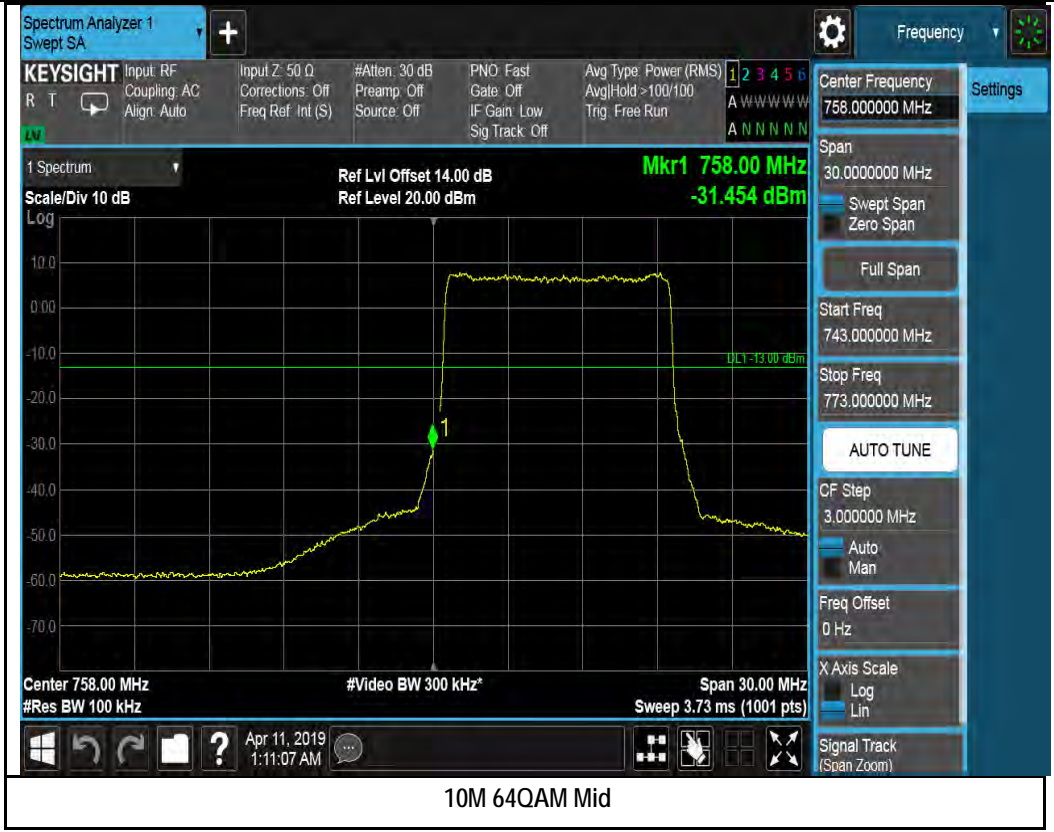 Spectrum Analyzer 1
Swept SA
+
Frequency
KEYSIGHT
R T
LVI
Input: RF
Coupling: AC
Align: Auto
Input Z: 50 Ω
Corrections: Off
Freq Ref: Int (S)
#Atten: 30 dB
Preamp: Off
Source: Off
PNO: Fast
Gate: Off
IF Gain: Low
Sig Track: Off
Avg Type: Power (RMS)
Avg|Hold >100/100
Trig: Free Run
1 2 3 4 5 6
A W W W W W
A N N N N N
Center Frequency
758.000000 MHz
Settings
1 Spectrum
Scale/Div 10 dB
Log
Ref Lvl Offset 14.00 dB
Ref Level 20.00 dBm
Mkr1 758.00 MHz
-31.454 dBm
Span
30.0000000 MHz
Swept Span
Zero Span
Full Span
Start Freq
743.000000 MHz
Stop Freq
773.000000 MHz
AUTO TUNE
CF Step
3.000000 MHz
Auto
Man
Freq Offset
0 Hz
X Axis Scale
Log
Lin
Signal Track
(Span Zoom)
10.0
0.00
-10.0
-20.0
-30.0
-40.0
-50.0
-60.0
-70.0
DL1 -13.00 dBm
1
Center 758.00 MHz
#Res BW 100 kHz
#Video BW 300 kHz*
Span 30.00 MHz
Sweep 3.73 ms (1001 pts)
?
Apr 11, 2019
1:11:07 AM
10M 64QAM Mid